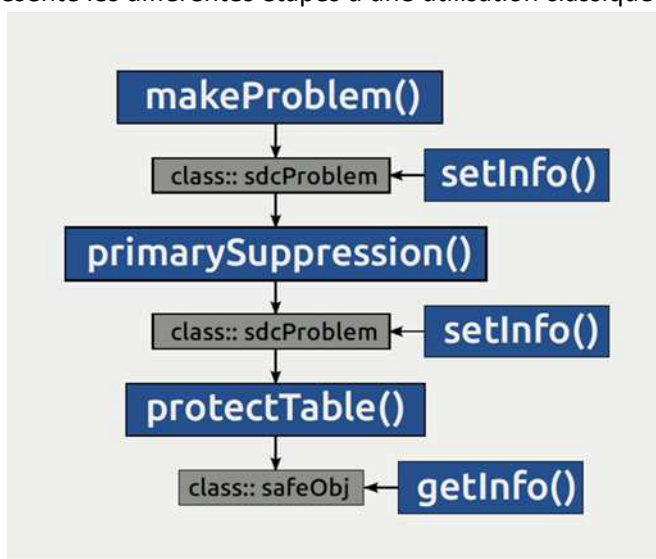 makeProblem()
class:: sdcProblem
setInfo()
primarySuppression()
class:: sdcProblem
setInfo()
protectTable()
class:: safeObj
getInfo()